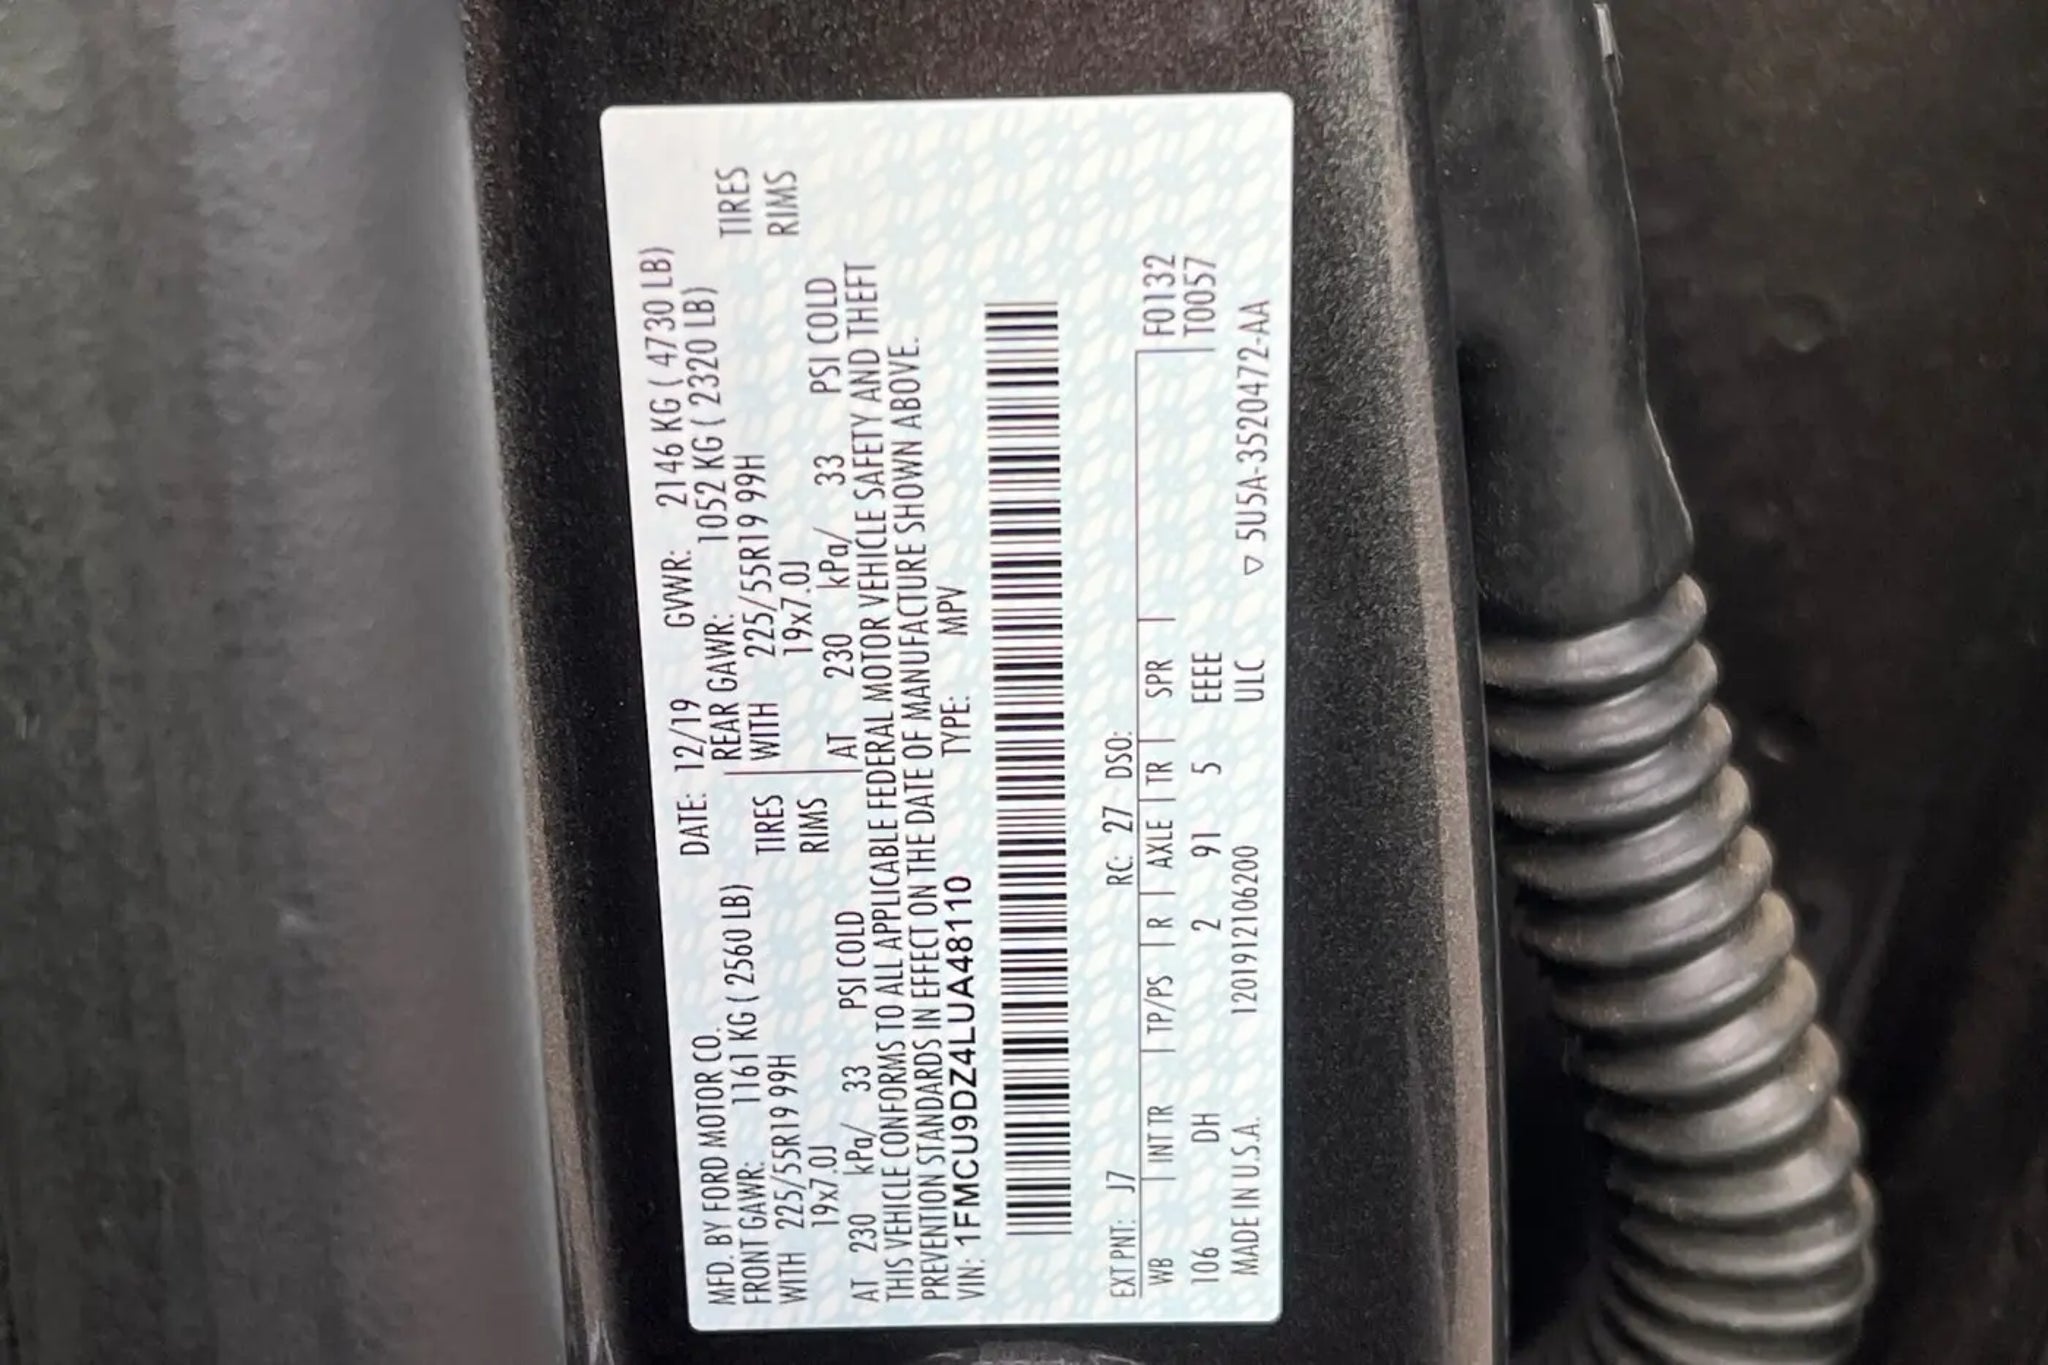 MFD. BY FORD MOTOR CO. DATE: 12/19 GVWR: 2146 KG ( 4730 LB)
FRONT GAWR: 1161 KG ( 2560 LB) REAR GAWR: 1052 KG ( 2320 LB)
WITH 225/55R19 99H TIRES WITH 225/55R19 99H TIRES
19x7.0J RIMS 19x7.0J RIMS
AT 230 kPa/ 33 PSI COLD AT 230 kPa/ 33 PSI COLD
THIS VEHICLE CONFORMS TO ALL APPLICABLE FEDERAL MOTOR VEHICLE SAFETY AND THEFT
PREVENTION STANDARDS IN EFFECT ON THE DATE OF MANUFACTURE SHOWN ABOVE.
VIN: 1FMCU9DZ4LUA48110 TYPE: MPV
EXT PNT: J7 RC: 27 DSO:
WB INT TR TP/PS R AXLE TR SPR F0132
106 DH 2 91 5 EEE T0057
MADE IN U.S.A. 1201912106200 ULC ▽ 5U5A-3520472-AA